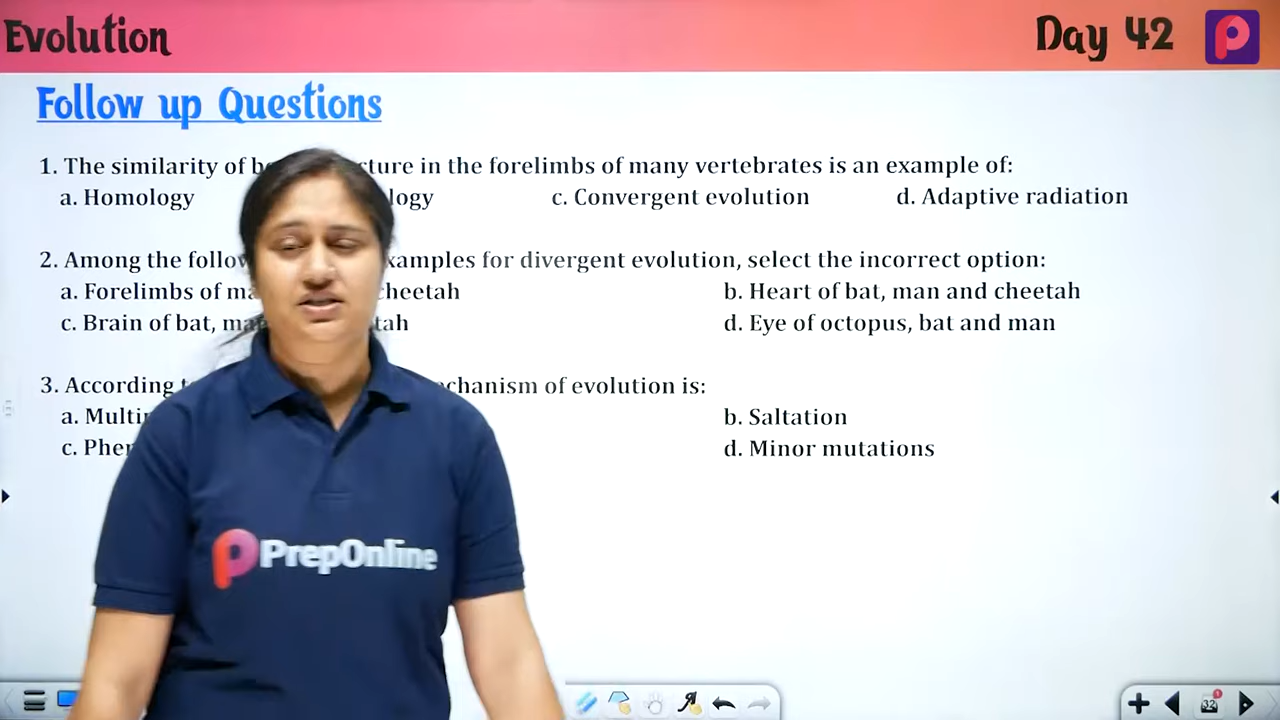 Evolution
Day 42
Follow up Questions
1. The similarity of cture in the forelimbs of many vertebrates is an example of:
a. Homology logy c. Convergent evolution d. Adaptive radiation
2. Among the follow xamples for divergent evolution, select the incorrect option:
a. Forelimbs of ma cheetah b. Heart of bat, man and cheetah
c. Brain of bat, ma tah d. Eye of octopus, bat and man
3. According t chanism of evolution is:
a. Multi b. Saltation
c. Phe d. Minor mutations
PrepOnline
32